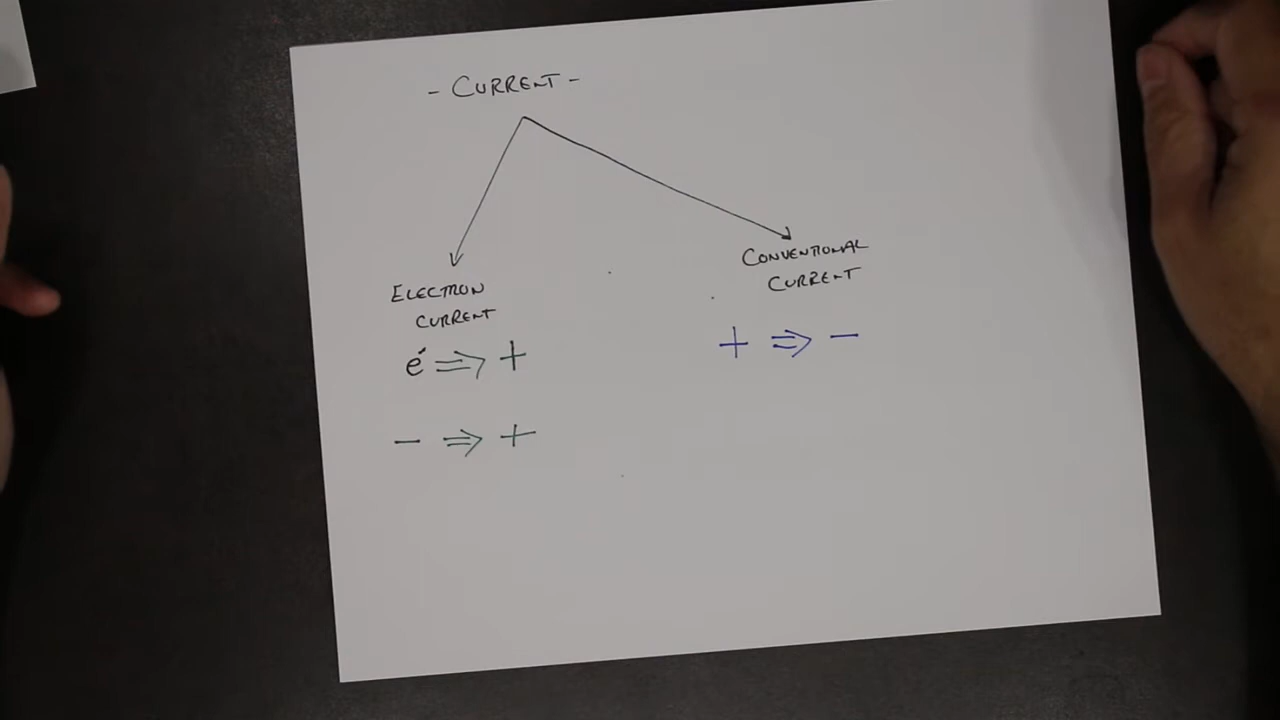 - CURRENT -
ELECTRON
CURRENT
e⁻ ⇒ +
- ⇒ +
CONVENTIONAL
CURRENT
+ ⇒ -